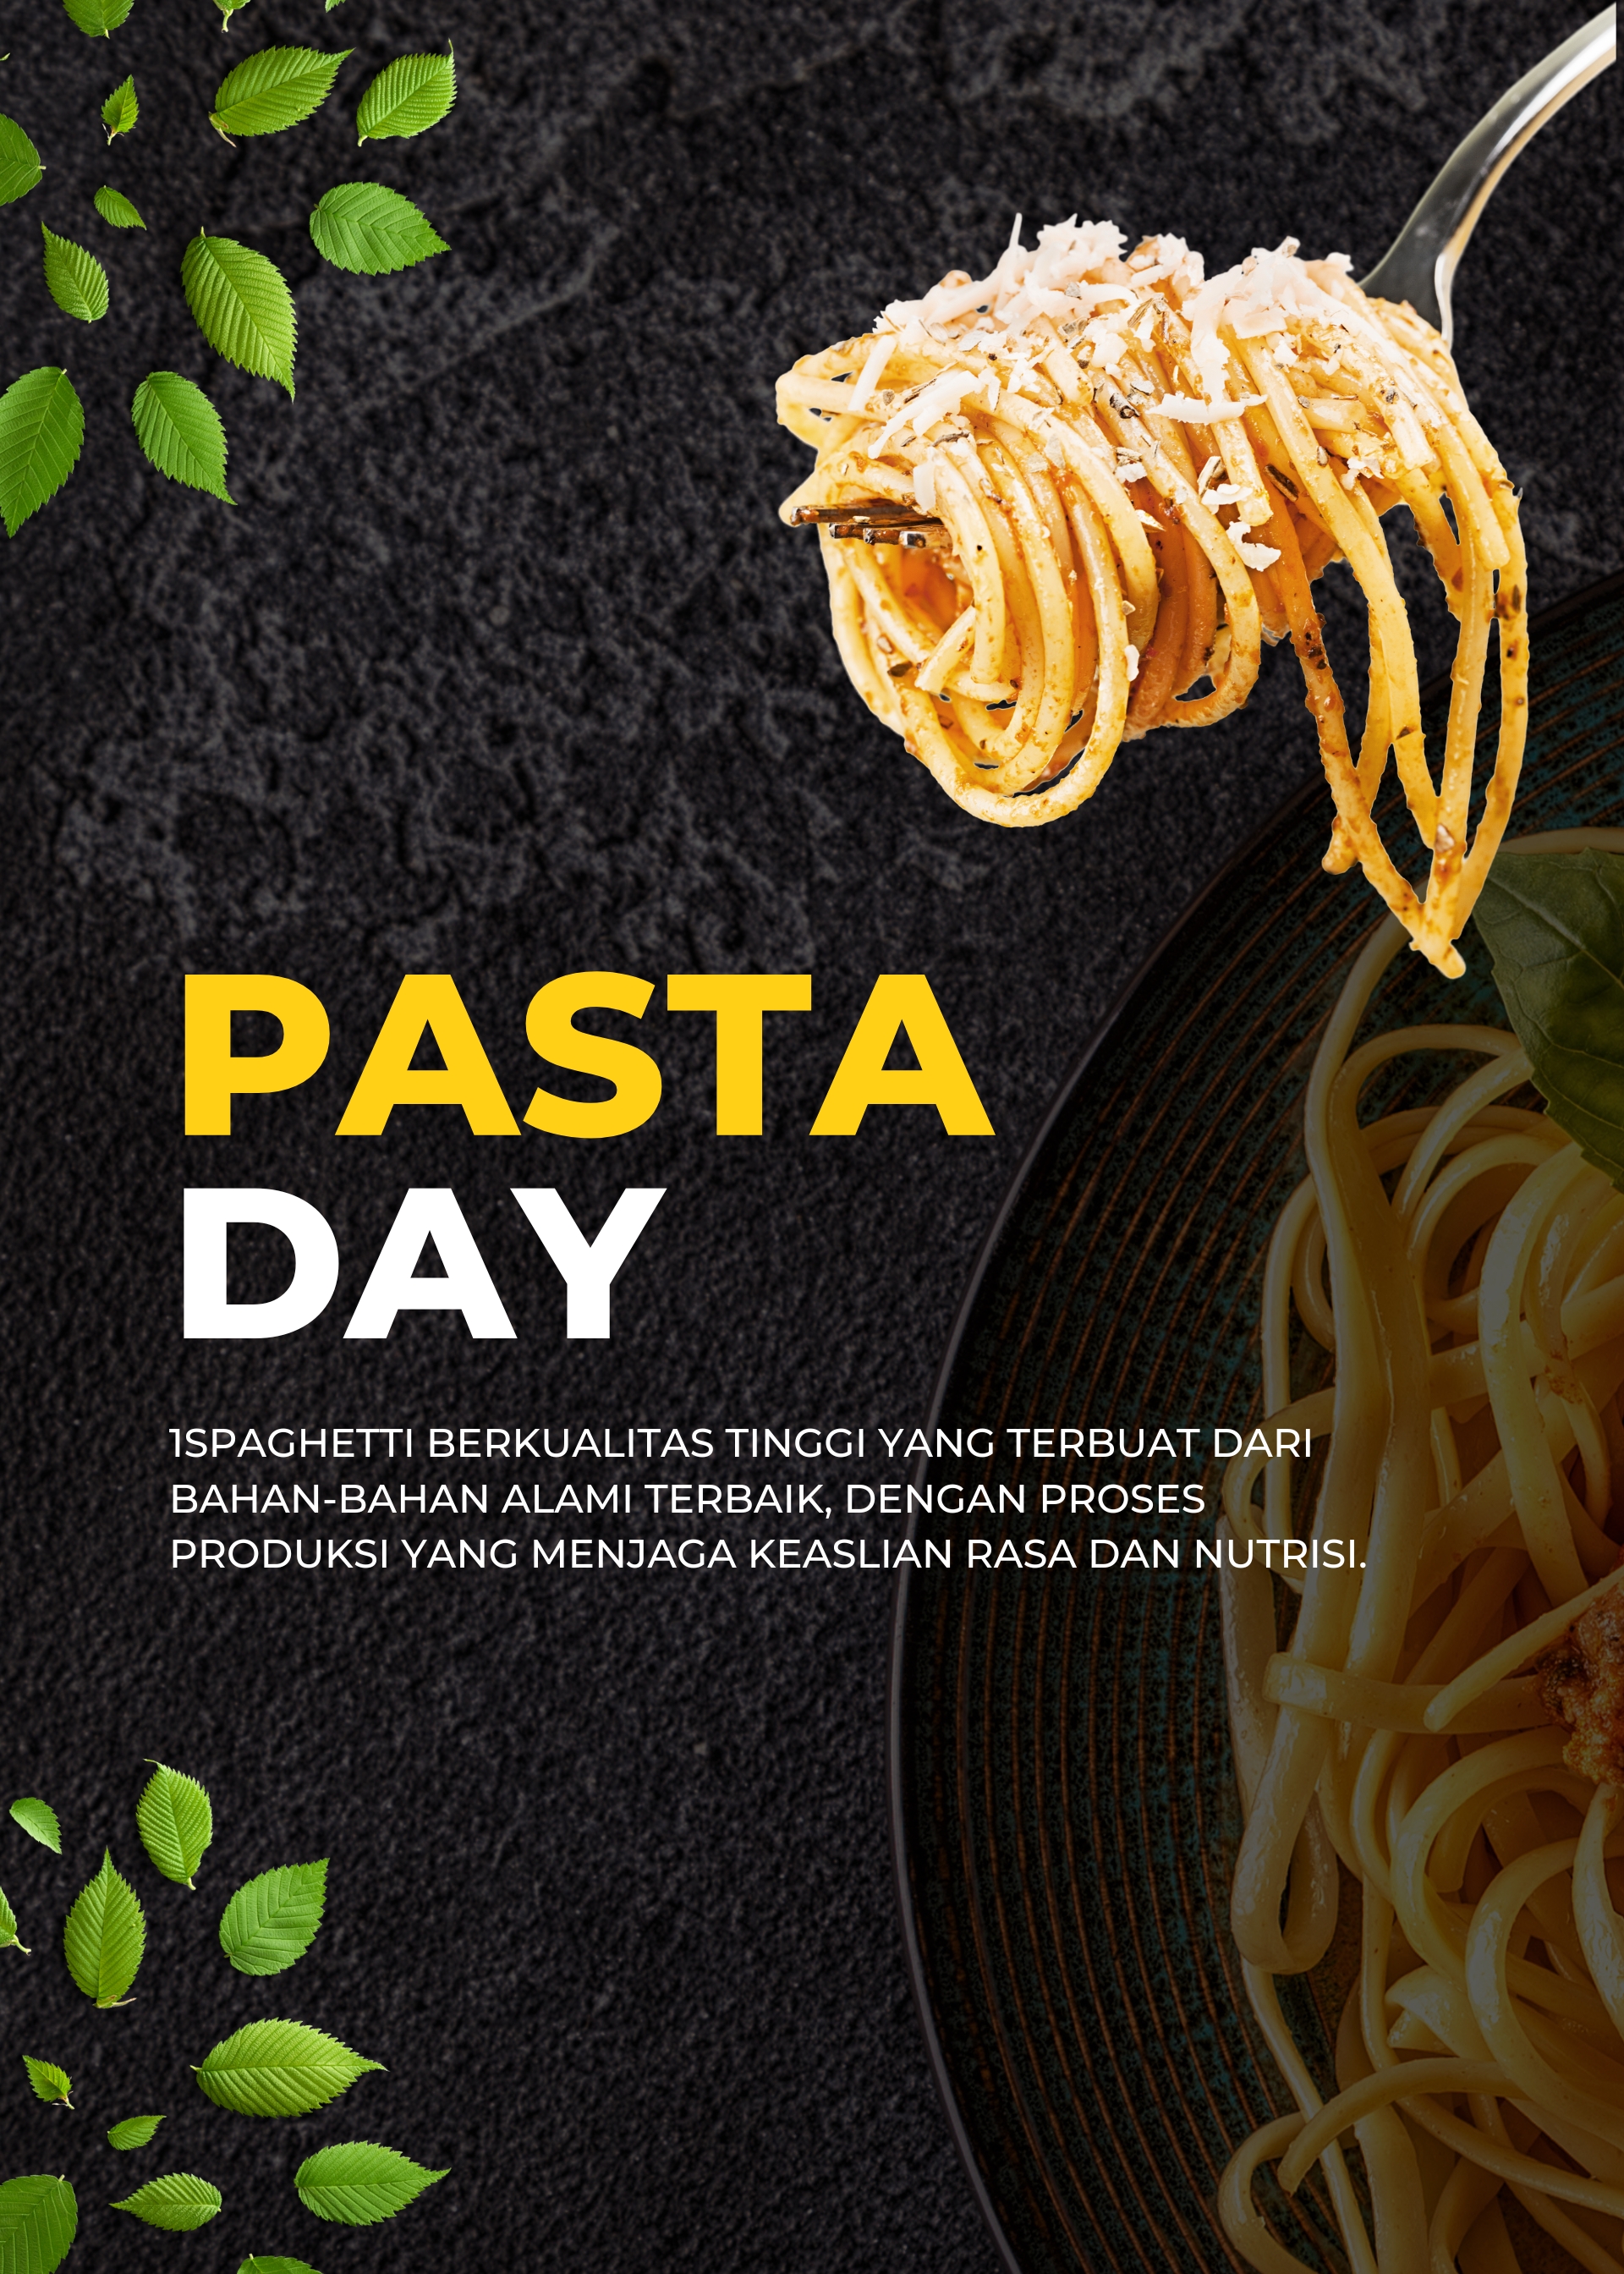 PASTA
DAY
1SPAGHETTI BERKUALITAS TINGGI YANG TERBUAT DARI
BAHAN-BAHAN ALAMI TERBAIK, DENGAN PROSES
PRODUKSI YANG MENJAGA KEASLIAN RASA DAN NUTRISI.